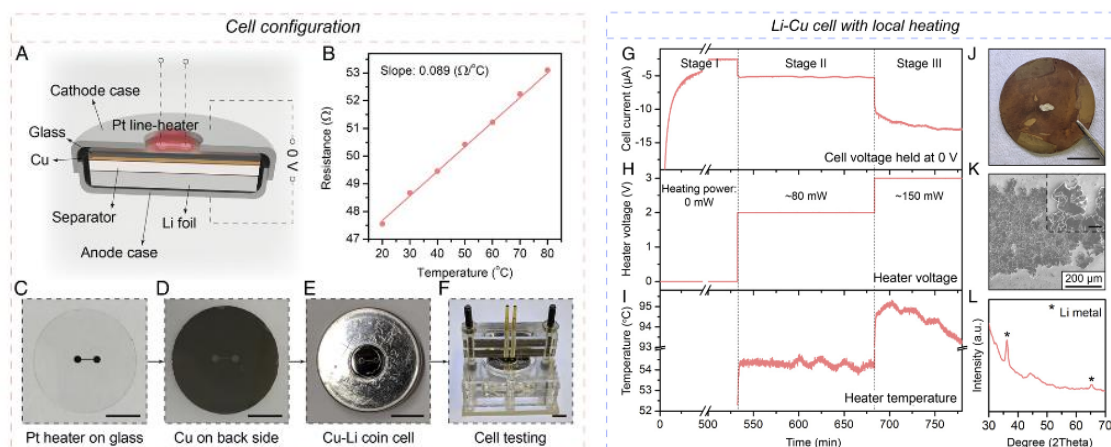 Cell configuration
A
Cathode case
Pt line-heater
Glass
Cu
0 V
Separator
Li foil
Anode case
B
Slope: 0.089 (Ω/°C)
Resistance (Ω)
53
52
51
50
49
48
47
20 30 40 50 60 70 80
Temperature (°C)
C
D
E
F
Pt heater on glass
Cu on back side
Cu-Li coin cell
Cell testing
Li-Cu cell with local heating
G
Stage I
Stage II
Stage III
Cell current (μA)
-5
-10
-15
Cell voltage held at 0 V
H
Heating power:
0 mW
~80 mW
~150 mW
Heater voltage (V)
3
2
1
0
Heater voltage
I
Temperature (°C)
95
94
93
54
53
52
Heater temperature
0 200 400 550 600 650 700 750
Time (min)
J
K
200 μm
L
* Li metal
*
*
Intensity (a.u.)
30 40 50 60 70
Degree (2Theta)